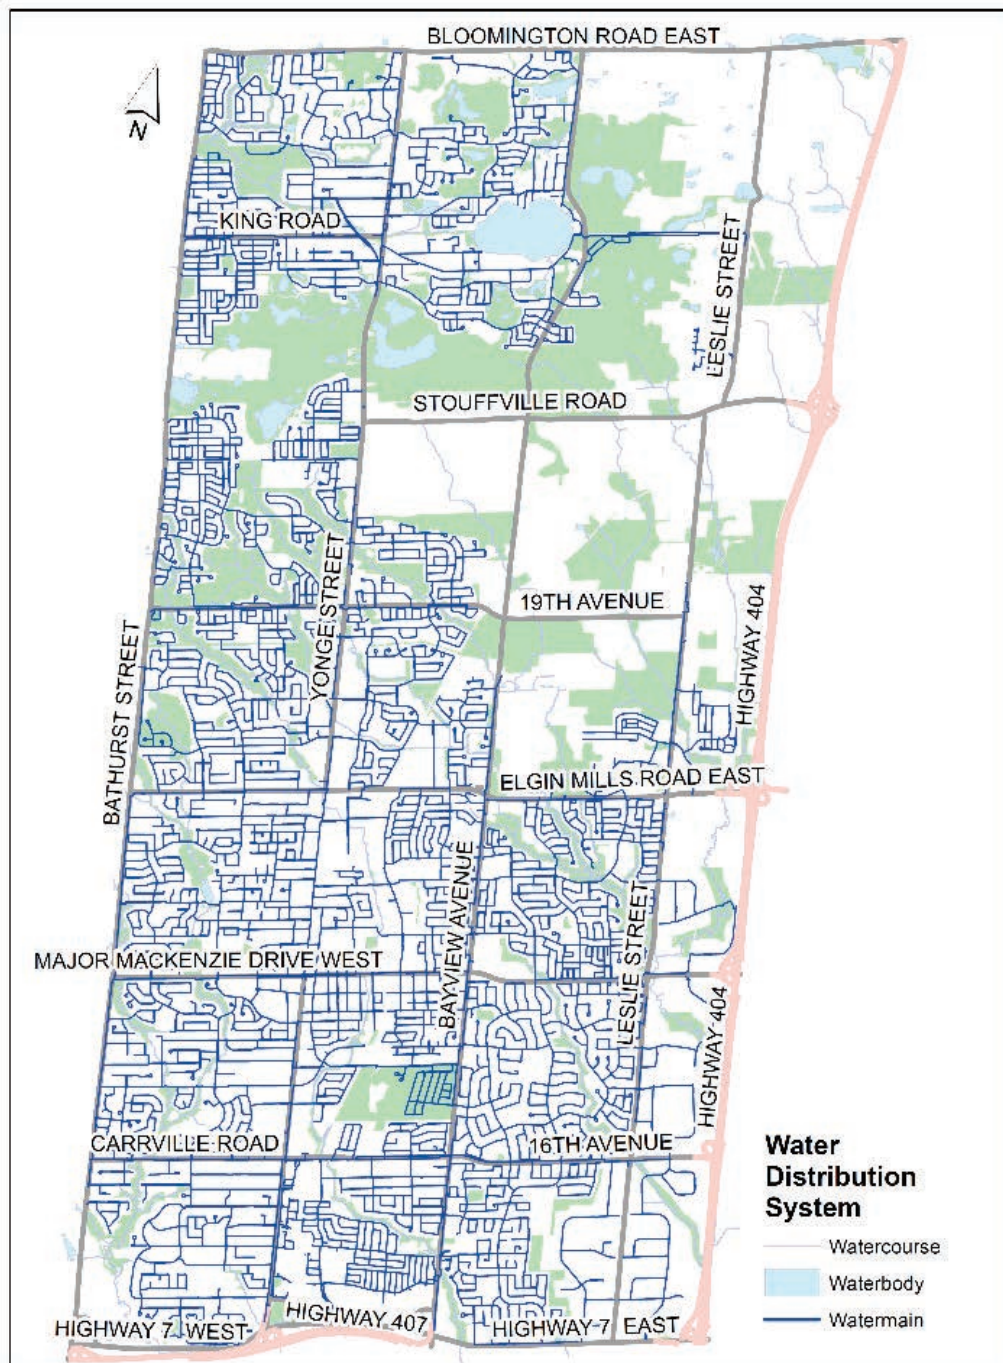 BLOOMINGTON ROAD EAST
N
KING ROAD
LESLIE STREET
STOUFFVILLE ROAD
YONGE STREET
19TH AVENUE
HIGHWAY 404
BATHURST STREET
ELGIN MILLS ROAD EAST
BAYVIEW AVENUE
LESLIE STREET
MAJOR MACKENZIE DRIVE WEST
HIGHWAY 404
CARRVILLE ROAD
16TH AVENUE
Water
Distribution
System
Watercourse
Waterbody
Watermain
HIGHWAY 7 WEST
HIGHWAY 407
HIGHWAY 7 EAST